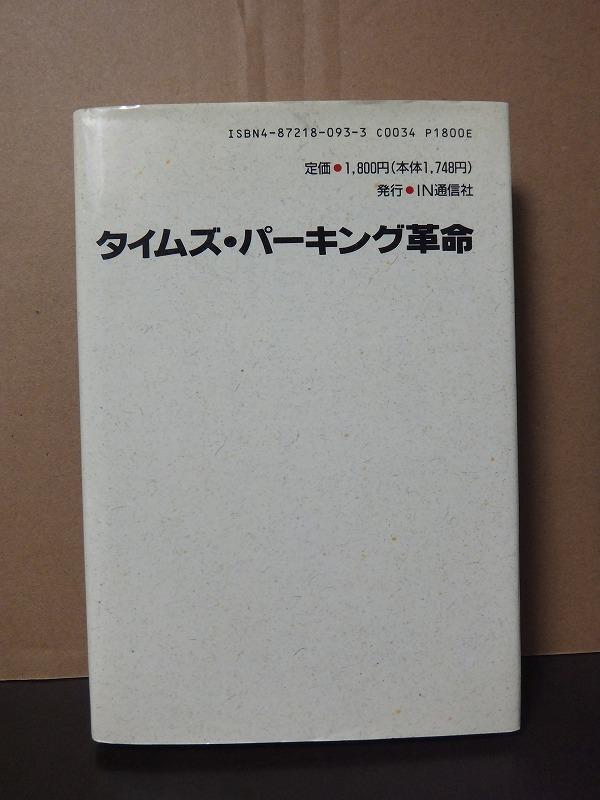 ISBN4-87218-093-3 C0034 P1800E
定価●1,800円(本体1,748円)
発行●IN通信社
タイムズ・パーキング革命